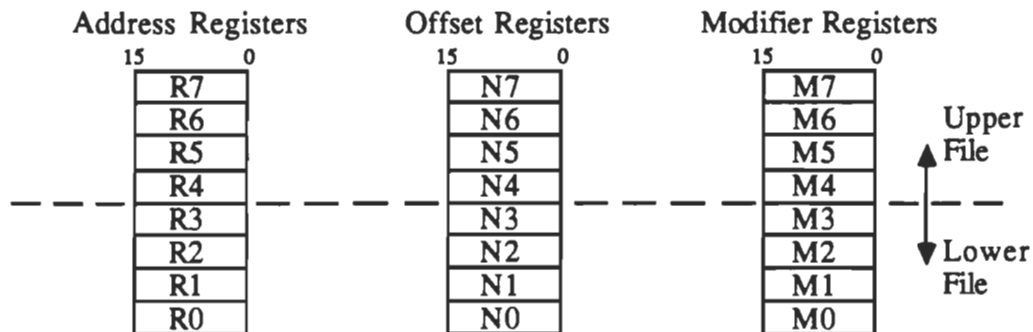 Address Registers Offset Registers Modifier Registers
15 0 15 0 15 0
R7 N7 M7
R6 N6 M6 Upper
R5 N5 M5 File
R4 N4 M4
R3 N3 M3
R2 N2 M2 Lower
R1 N1 M1 File
R0 N0 M0